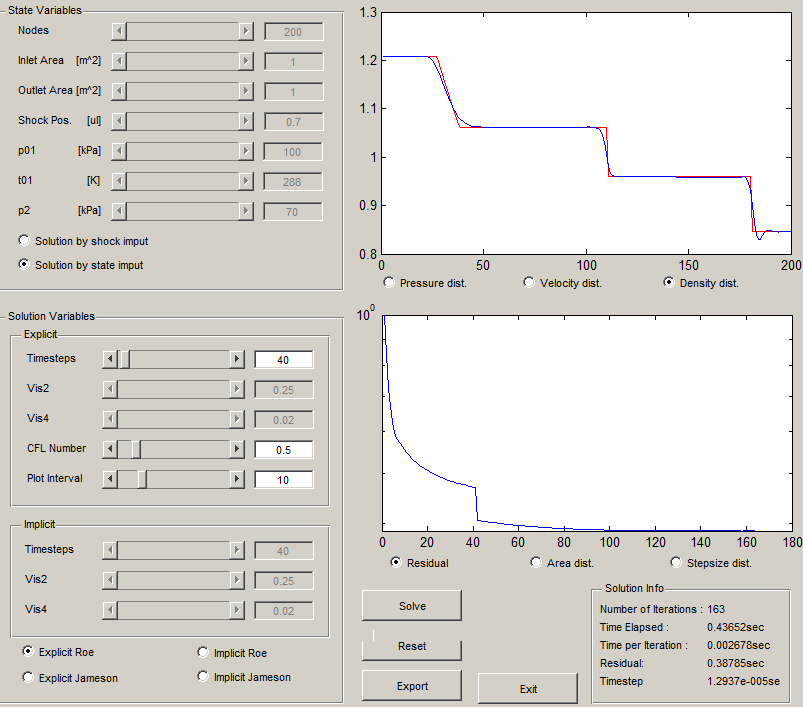 State Variables
Nodes 200
Inlet Area [m^2] 1
Outlet Area [m^2] 1
Shock Pos. [ul] 0.7
p01 [kPa] 100
t01 [K] 288
p2 [kPa] 70
Solution by shock imput
Solution by state imput
1.3
1.2
1.1
1
0.9
0.8
0 50 100 150 200
Pressure dist. Velocity dist. Density dist.
Solution Variables
Explicit
Timesteps 40
Vis2 0.25
Vis4 0.02
CFL Number 0.5
Plot Interval 10
Implicit
Timesteps 40
Vis2 0.25
Vis4 0.02
Explicit Roe Implicit Roe
Explicit Jameson Implicit Jameson
10^0
0 20 40 60 80 100 120 140 160 180
Residual Area dist. Stepsize dist.
Solve
Reset
Export
Exit
Solution Info
Number of Iterations : 163
Time Elapsed : 0.43652sec
Time per Iteration : 0.002678sec
Residual: 0.38785sec
Timestep 1.2937e-005se